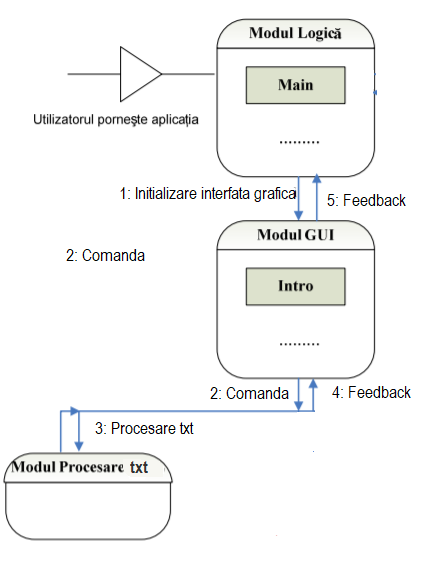 Modul Logică
Main
.........
Utilizatorul porneşte aplicaţia
1: Initializare interfata grafica
5: Feedback
Modul GUI
2: Comanda
Intro
.........
2: Comanda
4: Feedback
3: Procesare txt
Modul Procesare txt